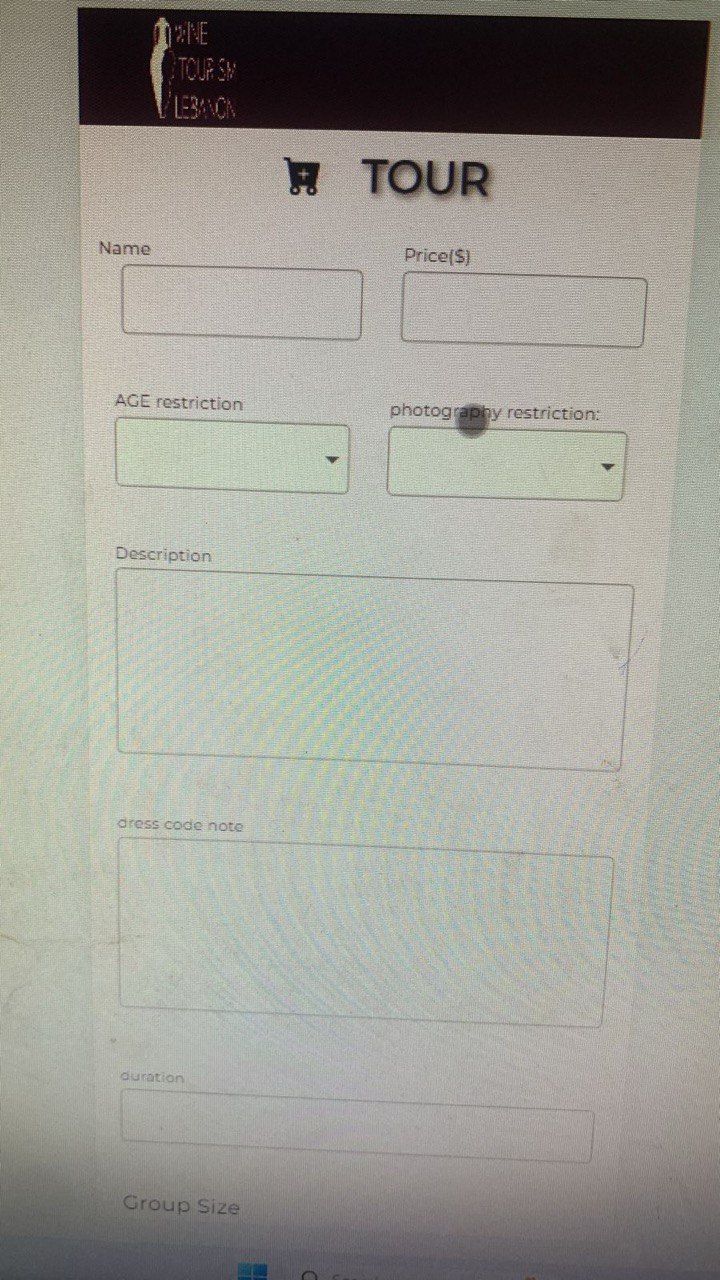 WINE
TOURISM
LEBANON
TOUR
Name
Price($)
AGE restriction
photography restriction:
Description
dress code note
duration
Group Size